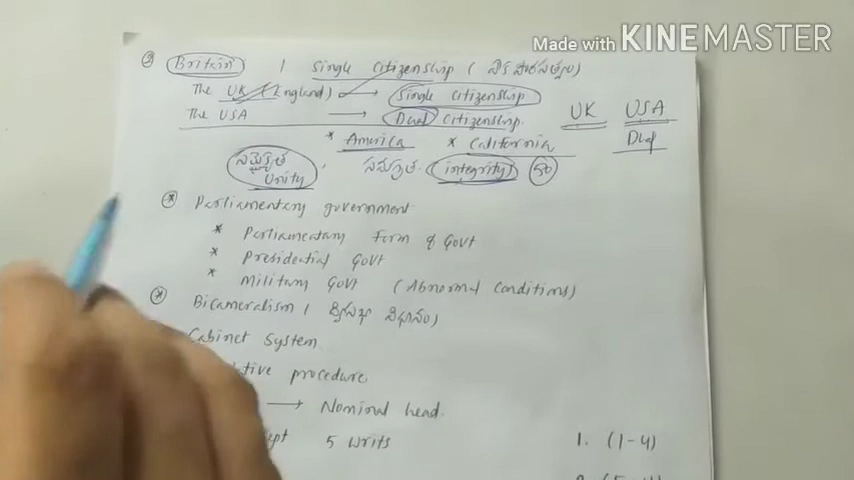 Made with KINEMASTER
② Britain / Single Citizenship (ఏక పౌరసత్వం)
The UK (England) → Single Citizenship
The USA → Dual Citizenship.
UK USA
Dual
* America * California
సమైక్యత Unity, సమగ్రత (integrity) 50
* Parliamentary government
* Parliamentary Form of Govt
* Presidential Govt
* Military Govt (Abnormal Conditions)
* Bicameralism / ద్విసభా విధానం)
Cabinet System
procedure
→ Nominal head.
5 writs
1. (1-4)